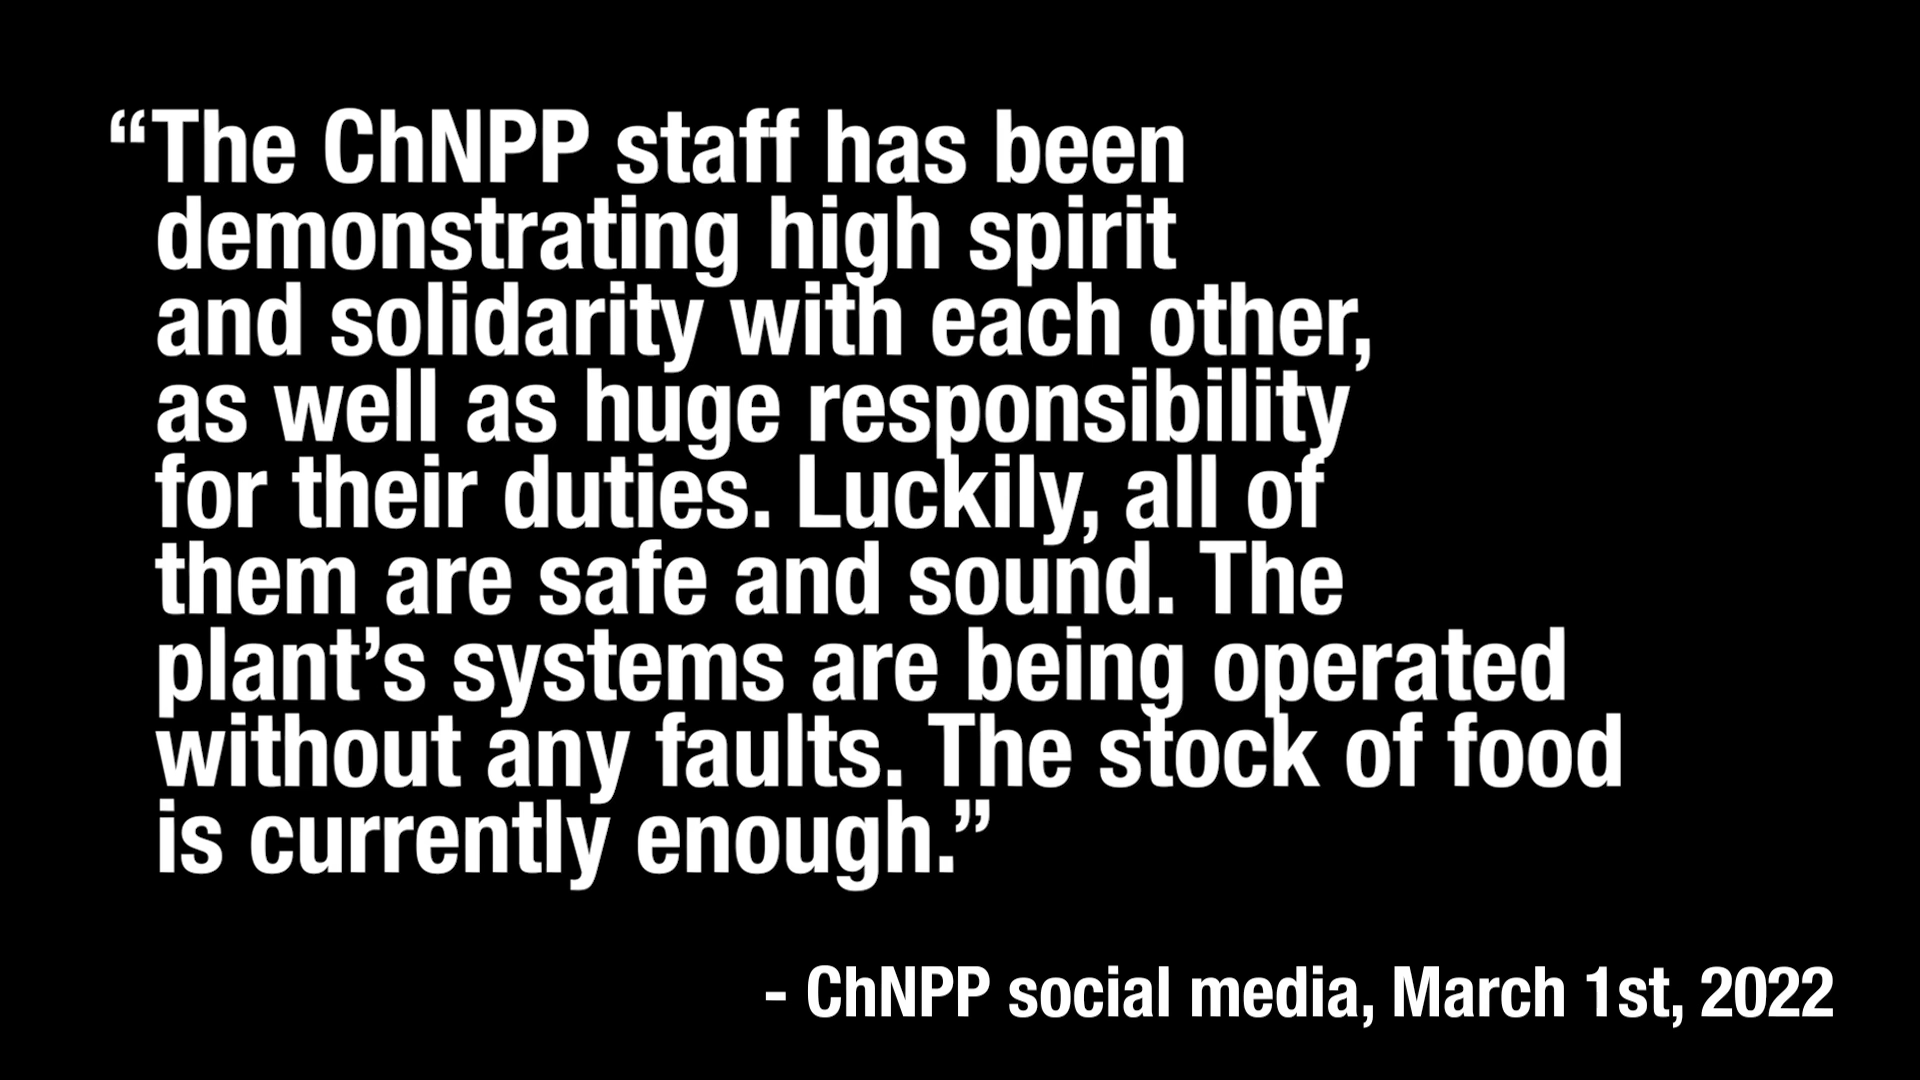 “The ChNPP staff has been
demonstrating high spirit
and solidarity with each other,
as well as huge responsibility
for their duties. Luckily, all of
them are safe and sound. The
plant’s systems are being operated
without any faults. The stock of food
is currently enough.”
- ChNPP social media, March 1st, 2022